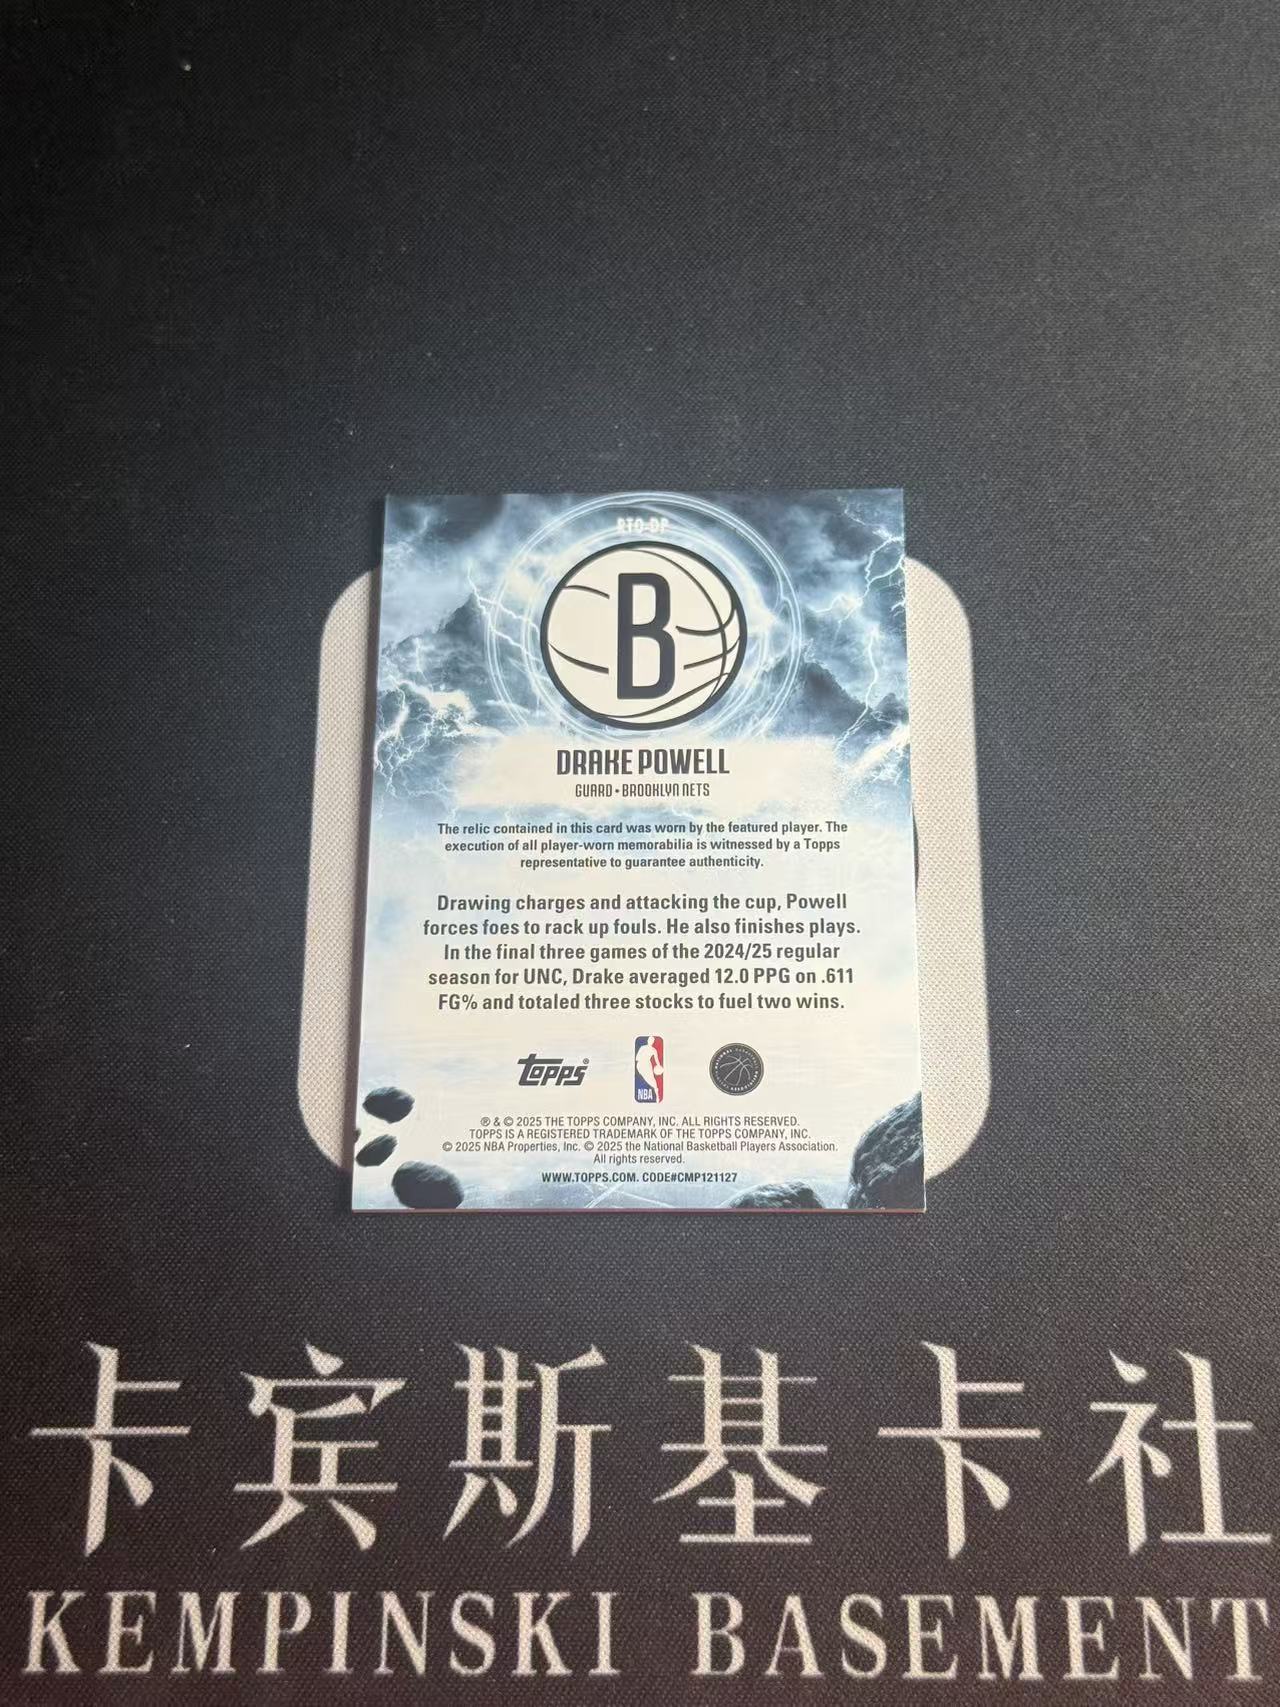 RTO-DP
B
DRAKE POWELL
GUARD • BROOKLYN NETS
The relic contained in this card was worn by the featured player. The
execution of all player-worn memorabilia is witnessed by a Topps
representative to guarantee authenticity.
Drawing charges and attacking the cup, Powell
forces foes to rack up fouls. He also finishes plays.
In the final three games of the 2024/25 regular
season for UNC, Drake averaged 12.0 PPG on .611
FG% and totaled three stocks to fuel two wins.
Topps®
NBA
® & © 2025 THE TOPPS COMPANY, INC. ALL RIGHTS RESERVED.
TOPPS IS A REGISTERED TRADEMARK OF THE TOPPS COMPANY, INC.
© 2025 NBA Properties, Inc. © 2025 the National Basketball Players Association.
All rights reserved.
WWW.TOPPS.COM. CODE#CMP121127
卡宾斯基卡社
KEMPINSKI BASEMENT